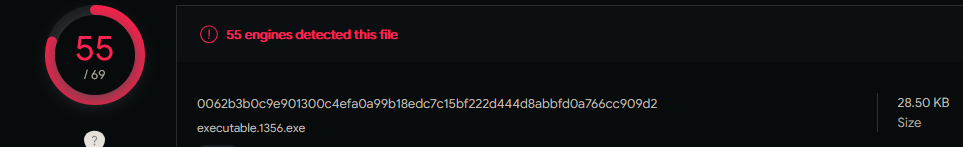 55
/ 69
?
! 55 engines detected this file
0062b3b0c9e901300c4efa0a99b18edc7c15bf222d444d8abbfd0a766cc909d2
executable.1356.exe
28.50 KB
Size